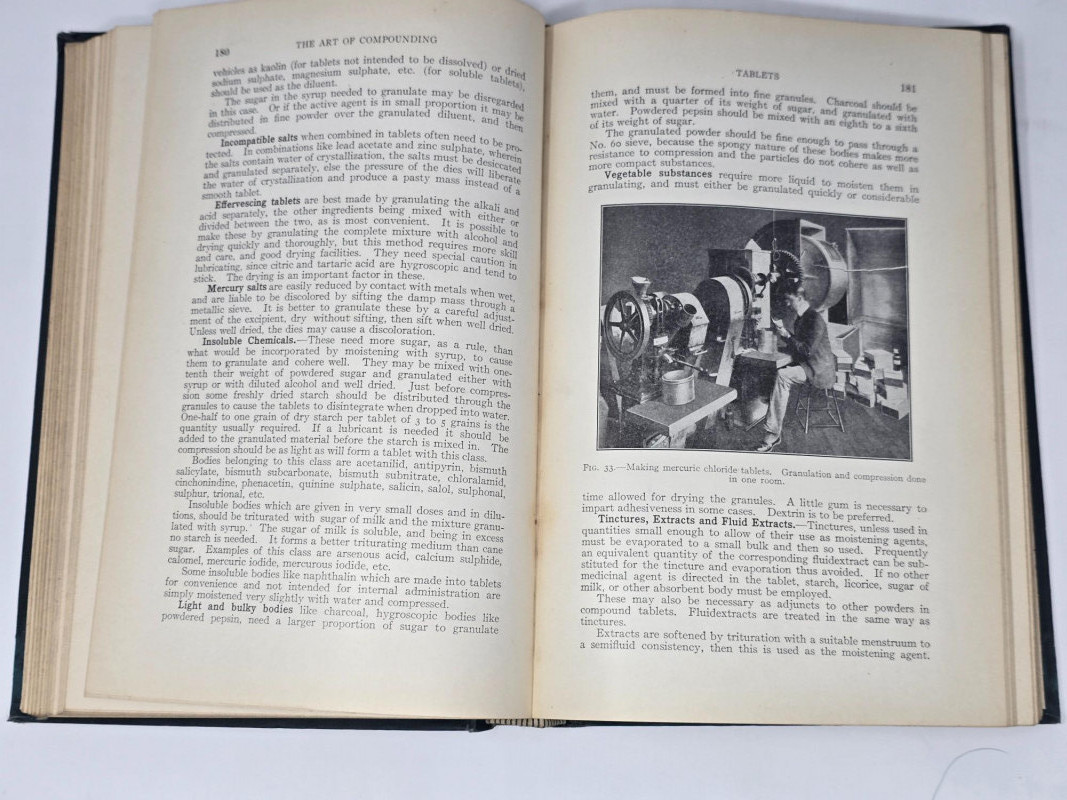 180
THE ART OF COMPOUNDING
vehicles as kaolin (for tablets not intended to be dissolved) or dried
sodium sulphate, magnesium sulphate, etc. (for soluble tablets),
should be used as the diluent.
The sugar in the syrup needed to granulate may be disregarded
in this case. Or if the active agent is in small proportion it may be
distributed in fine powder over the granulated diluent, and then
compressed.
Incompatible salts when combined in tablets often need to be pro-
tected. In combinations like lead acetate and zinc sulphate, wherein
the salts contain water of crystallization, the salts must be desiccated
and granulated separately, else the pressure of the dies will liberate
the water of crystallization and produce a pasty mass instead of a
smooth tablet.
Effervescing tablets are best made by granulating the alkali and
acid separately, the other ingredients being mixed with either or
divided between the two, as is most convenient. It is possible to
make these by granulating the complete mixture with alcohol and
drying quickly and thoroughly, but this method requires more skill
and care, and good drying facilities. They need special caution in
lubricating, since citric and tartaric acid are hygroscopic and tend to
stick. The drying is an important factor in these.
Mercury salts are easily reduced by contact with metals when wet,
and are liable to be discolored by sifting the damp mass through a
metallic sieve. It is better to granulate these by a careful adjust-
ment of the excipient, dry without sifting, then sift when well dried.
Unless well dried, the dies may cause a discoloration.
Insoluble Chemicals.—These need more sugar, as a rule, than
what would be incorporated by moistening with syrup, to cause
them to granulate and cohere well. They may be mixed with one-
tenth their weight of powdered sugar and granulated either with
syrup or with diluted alcohol and well dried. Just before compres-
sion some freshly dried starch should be distributed through the
granules to cause the tablets to disintegrate when dropped into water.
One-half to one grain of dry starch per tablet of 3 to 5 grains is the
quantity usually required. If a lubricant is needed it should be
added to the granulated material before the starch is mixed in. The
compression should be as light as will form a tablet with this class.
Bodies belonging to this class are acetanilid, antipyrin, bismuth
salicylate, bismuth subcarbonate, bismuth subnitrate, chloralamid,
cinchonindine, phenacetin, quinine sulphate, salicin, salol, sulphonal,
sulphur, trional, etc.
Insoluble bodies which are given in very small doses and in dilu-
tions, should be triturated with sugar of milk and the mixture granu-
lated with syrup. The sugar of milk is soluble, and being in excess
no starch is needed. It forms a better triturating medium than cane
sugar. Examples of this class are arsenous acid, calcium sulphide,
calomel, mercuric iodide, mercurous iodide, etc.
Some insoluble bodies like naphthalin which are made into tablets
for convenience and not intended for internal administration are
simply moistened very slightly with water and compressed.
Light and bulky bodies like charcoal, hygroscopic bodies like
powdered pepsin, need a larger proportion of sugar to granulate
TABLETS
181
them, and must be formed into fine granules. Charcoal should be
mixed with a quarter of its weight of sugar, and granulated with
water. Powdered pepsin should be mixed with an eighth to a sixth
of its weight of sugar.
The granulated powder should be fine enough to pass through a
No. 60 sieve, because the spongy nature of these bodies makes more
resistance to compression and the particles do not cohere as well as
more compact substances.
Vegetable substances require more liquid to moisten them in
granulating, and must either be granulated quickly or considerable
FIG. 33.—Making mercuric chloride tablets. Granulation and compression done
in one room.
time allowed for drying the granules. A little gum is necessary to
impart adhesiveness in some cases. Dextrin is to be preferred.
Tinctures, Extracts and Fluid Extracts.—Tinctures, unless used in
quantities small enough to allow of their use as moistening agents,
must be evaporated to a small bulk and then so used. Frequently
an equivalent quantity of the corresponding fluidextract can be sub-
stituted for the tincture and evaporation thus avoided. If no other
medicinal agent is directed in the tablet, starch, licorice, sugar of
milk, or other absorbent body must be employed.
These may also be necessary as adjuncts to other powders in
compound tablets. Fluidextracts are treated in the same way as
tinctures.
Extracts are softened by trituration with a suitable menstruum to
a semifluid consistency, then this is used as the moistening agent.